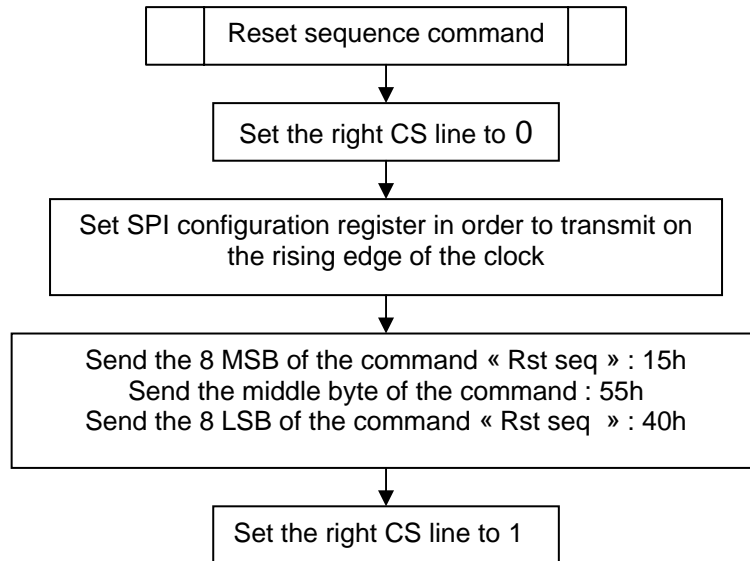 Reset sequence command
Set the right CS line to 0
Set SPI configuration register in order to transmit on
the rising edge of the clock
Send the 8 MSB of the command « Rst seq » : 15h
Send the middle byte of the command : 55h
Send the 8 LSB of the command « Rst seq  » : 40h
Set the right CS line to 1